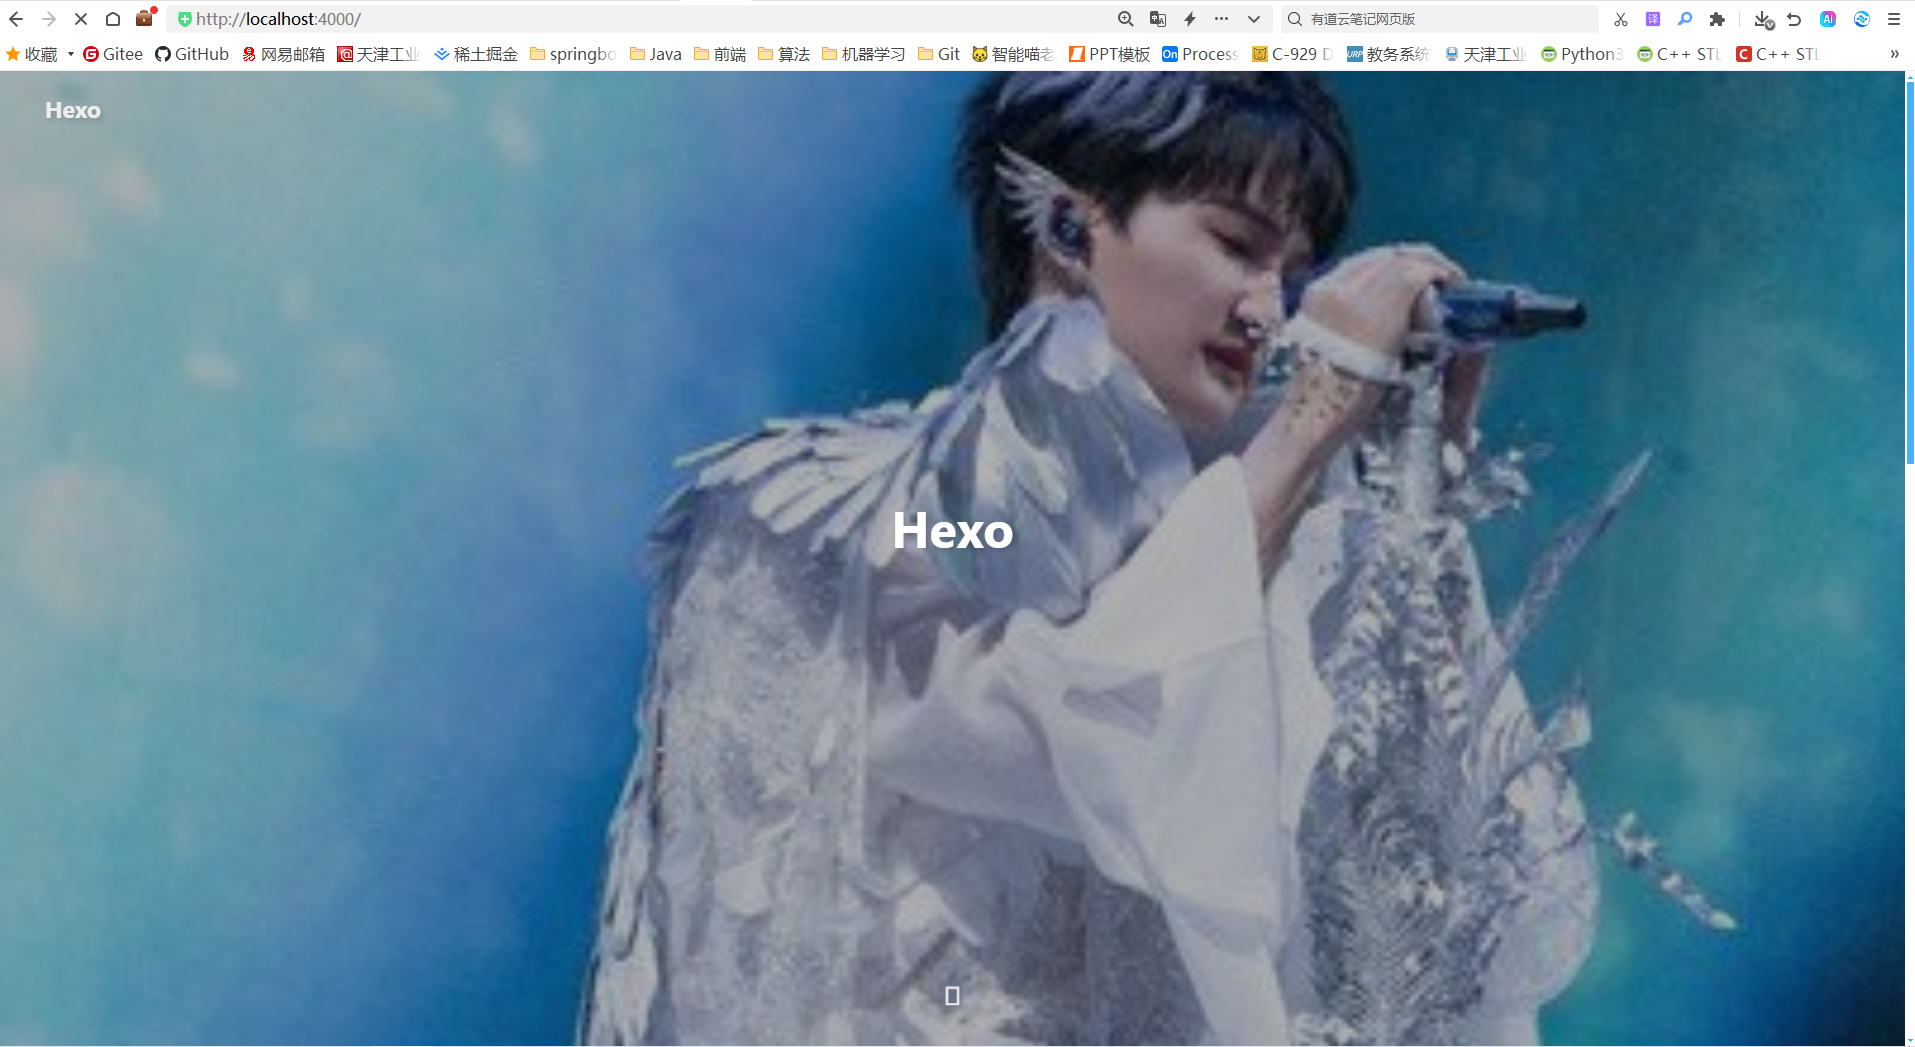 http://localhost:4000/
有道云笔记网页版
收藏 Gitee GitHub 网易邮箱 天津工业 稀土掘金 springbo Java 前端 算法 机器学习 Git 智能喵老 PPT模板 Process C-929 D 教务系统 天津工业 Python3 C++ STL C++ STL
Hexo
Hexo